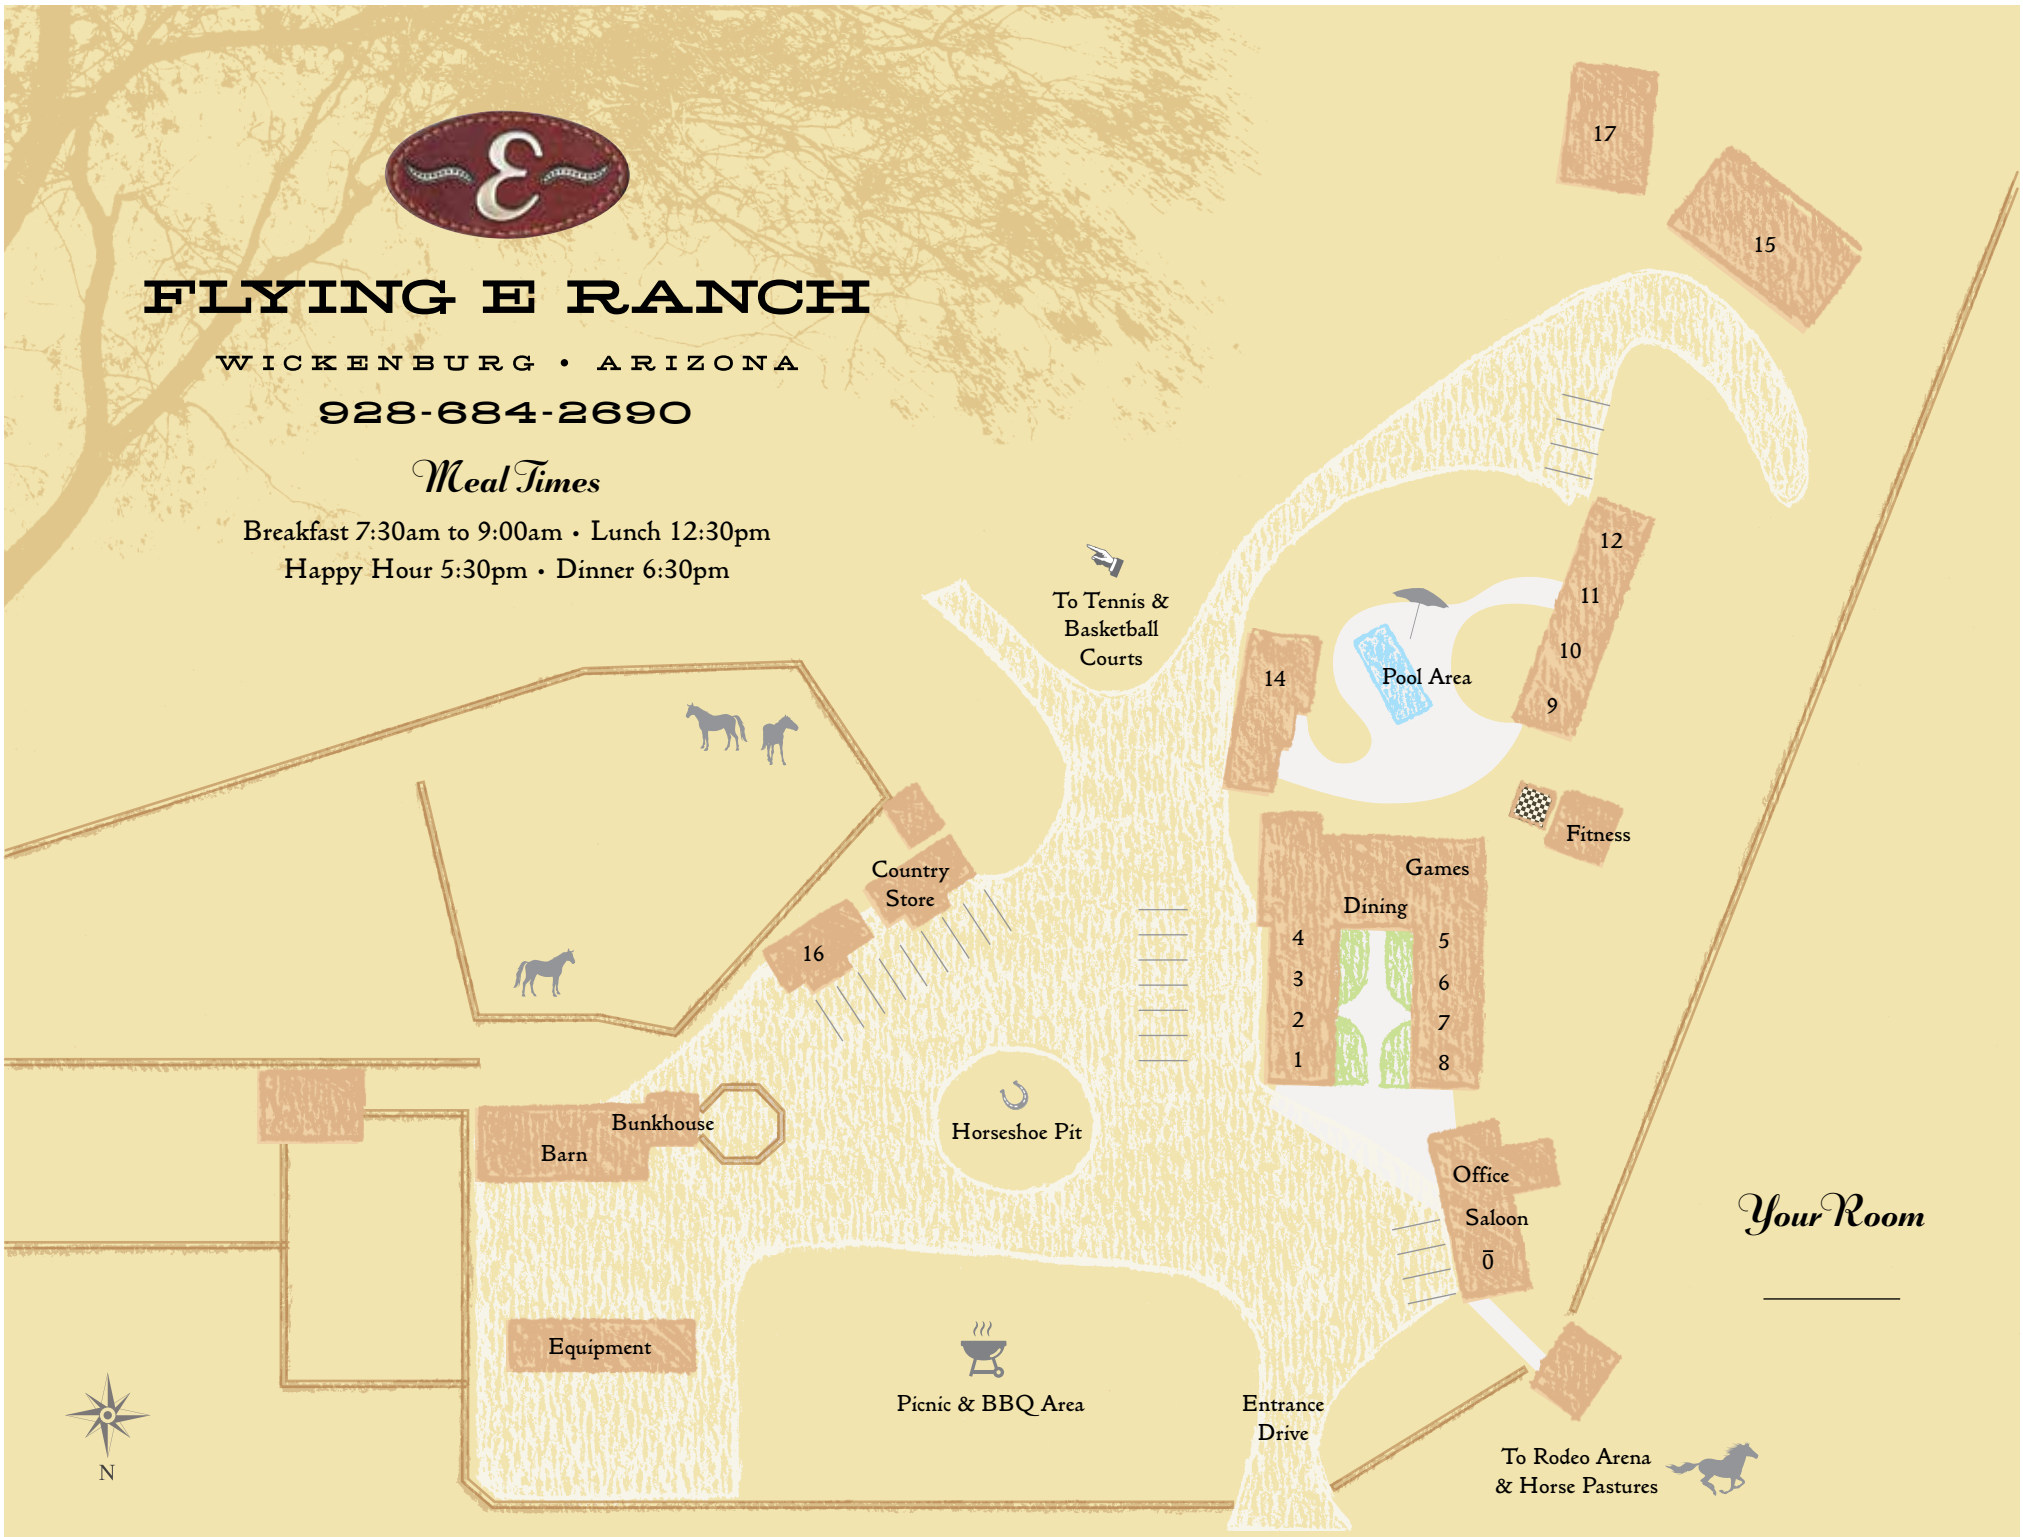 E
FLYING E RANCH
WICKENBURG • ARIZONA
928-684-2690
Meal Times
Breakfast 7:30am to 9:00am • Lunch 12:30pm
Happy Hour 5:30pm • Dinner 6:30pm
17
15
12
11
10
9
To Tennis &
Basketball
Courts
14
Pool Area
Fitness
Games
Dining
Country
Store
16
4
3
2
1
5
6
7
8
Horseshoe Pit
Bunkhouse
Barn
Office
Saloon
0̅
Your Room
Equipment
Picnic & BBQ Area
Entrance
Drive
To Rodeo Arena
& Horse Pastures
N